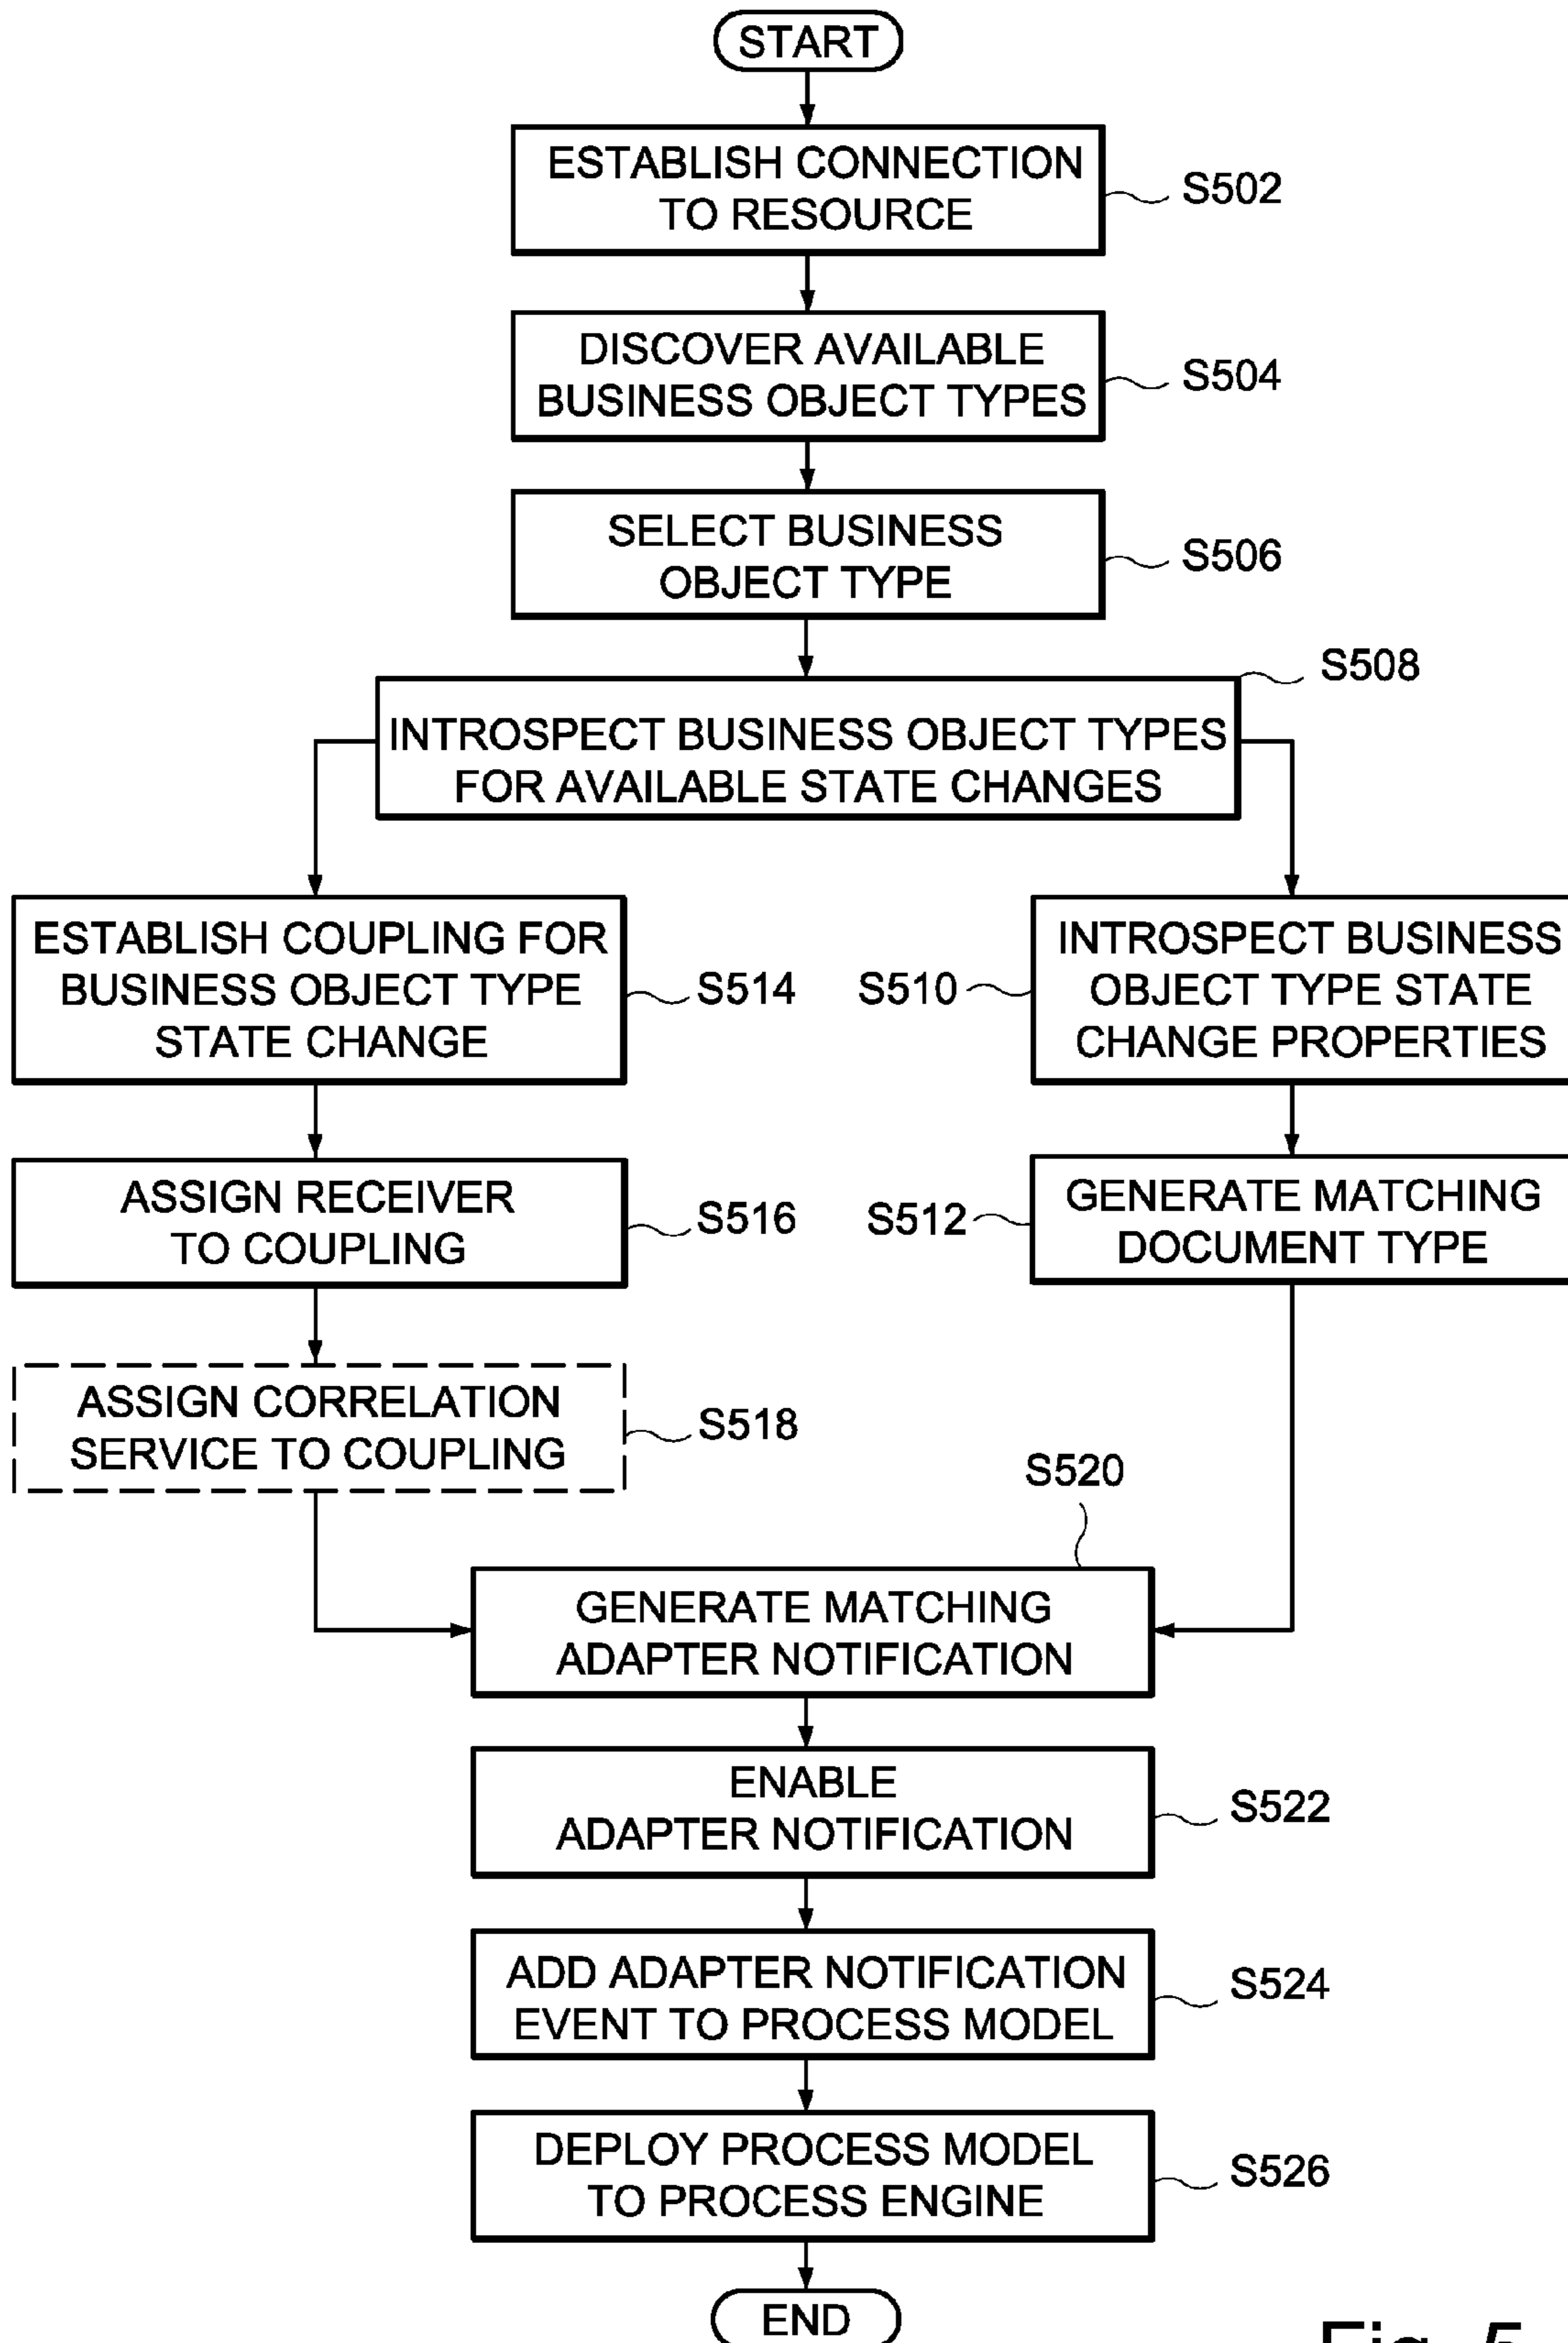 START
ESTABLISH CONNECTION
TO RESOURCE
S502
DISCOVER AVAILABLE
BUSINESS OBJECT TYPES
S504
SELECT BUSINESS
OBJECT TYPE
S506
S508
INTROSPECT BUSINESS OBJECT TYPES
FOR AVAILABLE STATE CHANGES
ESTABLISH COUPLING FOR
BUSINESS OBJECT TYPE
STATE CHANGE
S514
S510
INTROSPECT BUSINESS
OBJECT TYPE STATE
CHANGE PROPERTIES
ASSIGN RECEIVER
TO COUPLING
S516
S512
GENERATE MATCHING
DOCUMENT TYPE
ASSIGN CORRELATION
SERVICE TO COUPLING
S518
S520
GENERATE MATCHING
ADAPTER NOTIFICATION
ENABLE
ADAPTER NOTIFICATION
S522
ADD ADAPTER NOTIFICATION
EVENT TO PROCESS MODEL
S524
DEPLOY PROCESS MODEL
TO PROCESS ENGINE
S526
END
Fig. 5